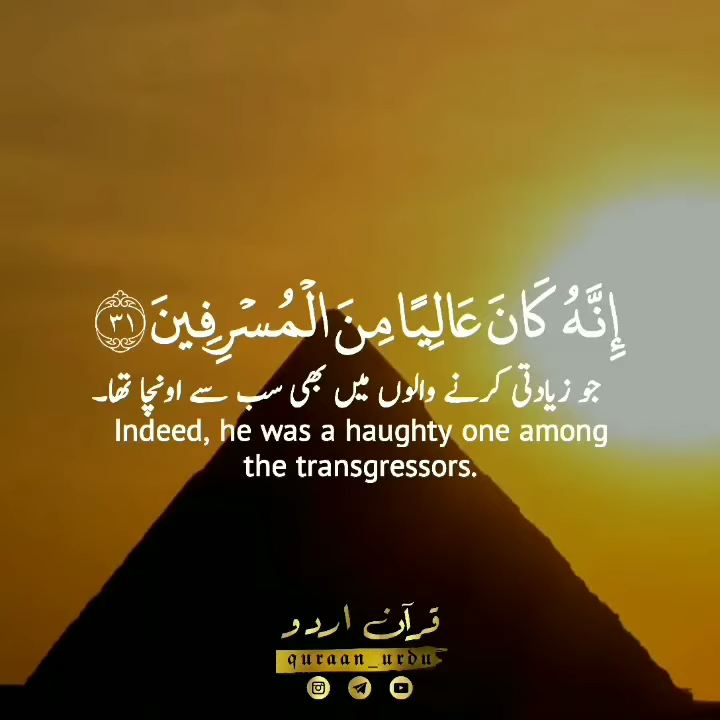 إِنَّهُ كَانَ عَالِيًا مِنَ الْمُسْرِفِينَ ٣١
جو زیادتی کرنے والوں میں بھی سب سے اونچا تھا۔
Indeed, he was a haughty one among
the transgressors.
قرآن اردو
quraan_urdu